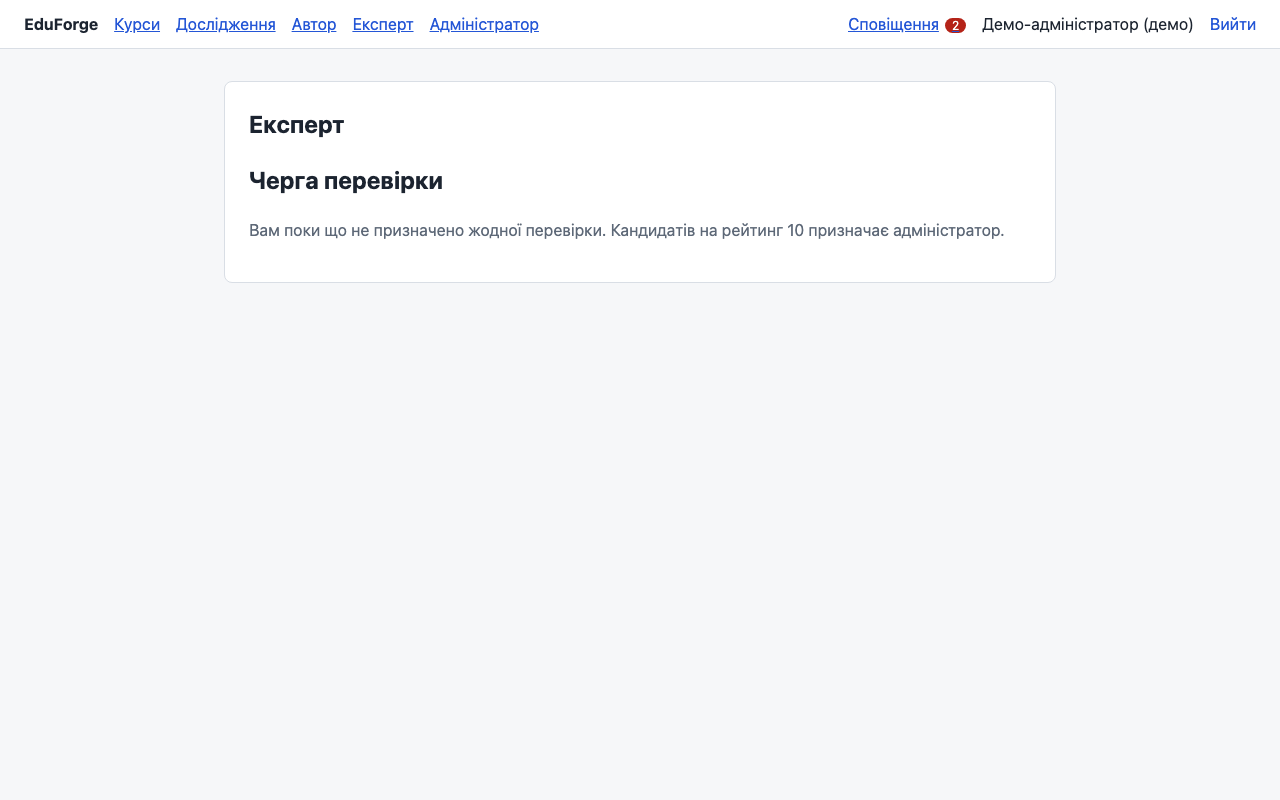 EduForge Курси Дослідження Автор Експерт Адміністратор Сповіщення 2 Демо-адміністратор (демо) Вийти
Експерт
Черга перевірки
Вам поки що не призначено жодної перевірки. Кандидатів на рейтинг 10 призначає адміністратор.